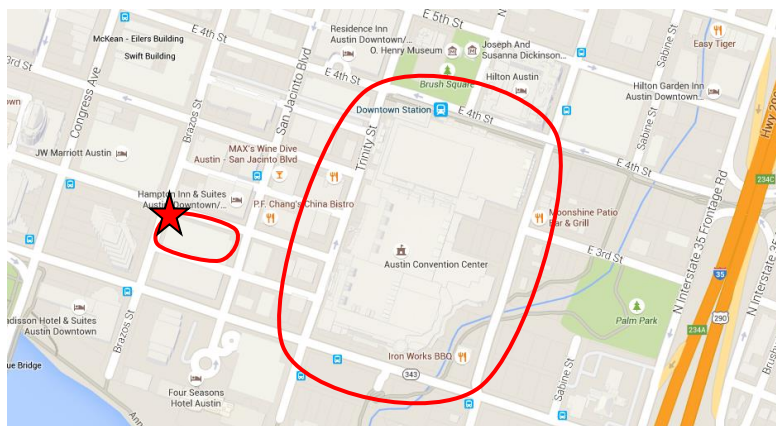 E 5th St
Residence Inn
Austin Downtown/...
McKean - Eilers Building
Swift Building
O. Henry Museum
Joseph And
Susanna Dickinson...
Easy Tiger
E 4th St
E 4th St
Hilton Austin
Brush Square
Hilton Garden Inn
Austin Downtown...
Sabine St
Congress Ave
Brazos St
San Jacinto Blvd
Downtown Station
E 4th St
Trinity St
Sabine St
JW Marriott Austin
MAX's Wine Dive
Austin - San Jacinto Blvd
E 4th St
234C
Hampton Inn & Suites
Austin Downtown/...
P.F. Chang's China Bistro
Moonshine Patio
Bar & Grill
N Interstate 35 Frontage Rd
E 3rd St
Austin Convention Center
35
290
Palm Park
234A
adisson Hotel & Suites
Austin Downtown
Brazos St
Iron Works BBQ
343
ue Bridge
Four Seasons
Hotel Austin
Sabine St